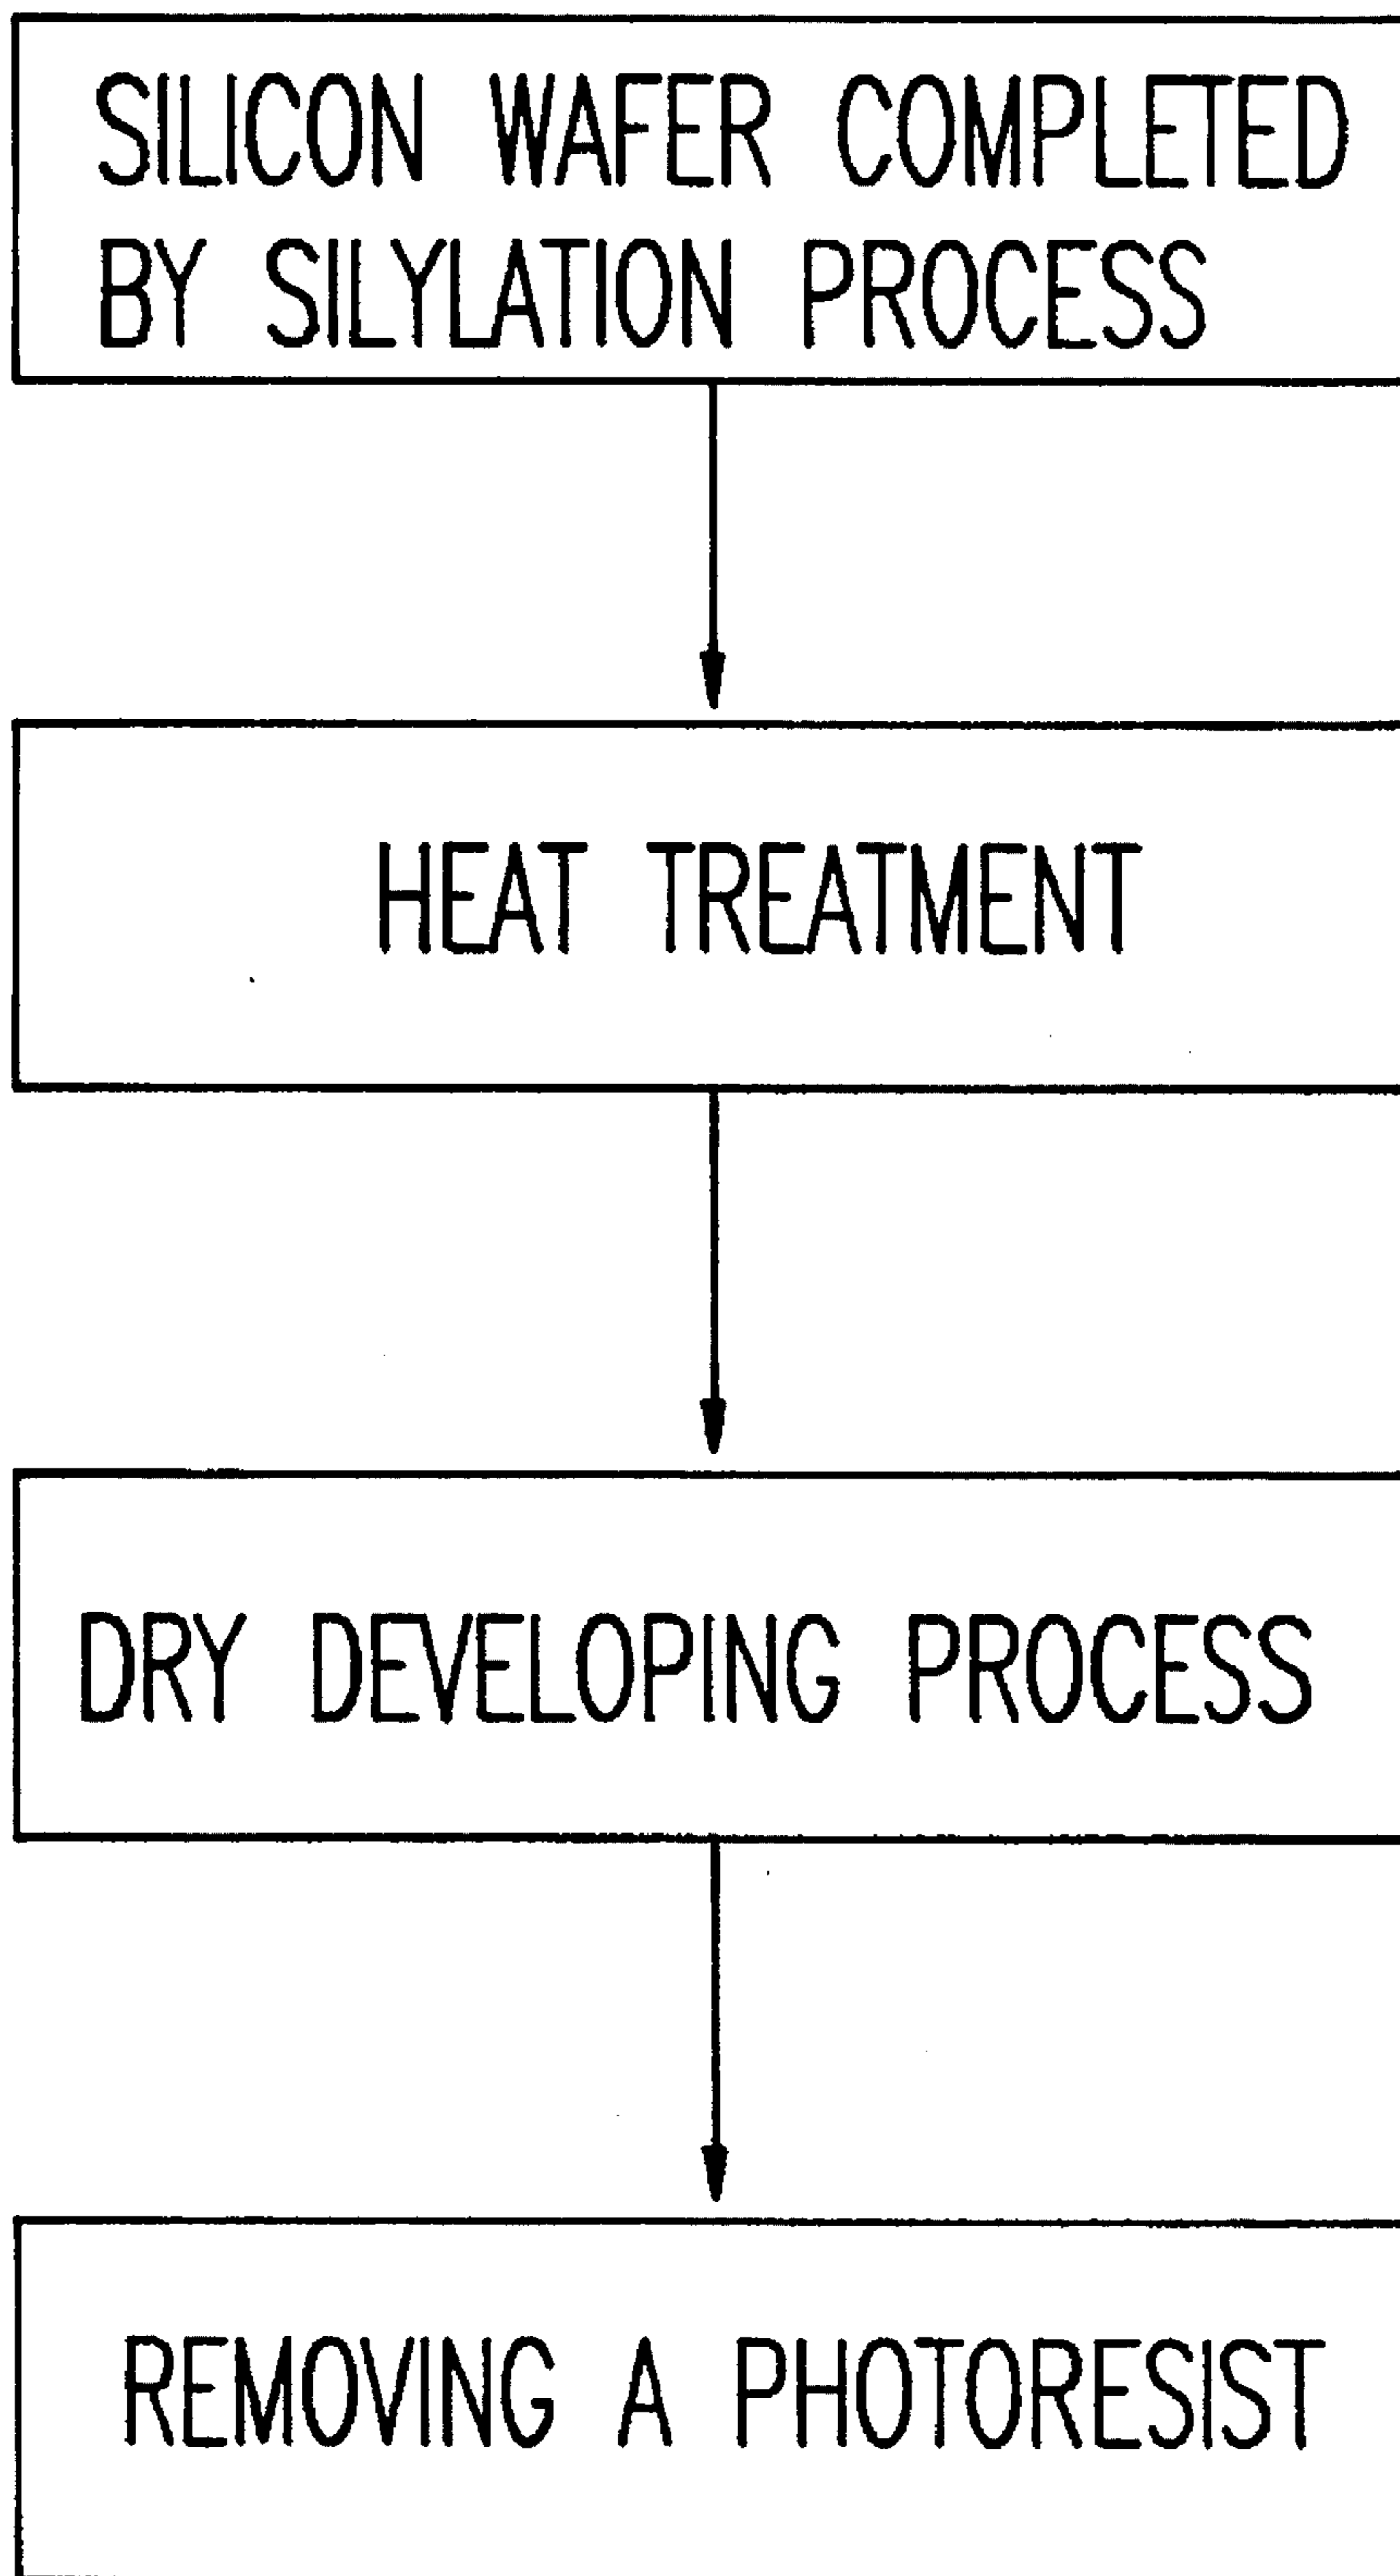 SILICON WAFER COMPLETED
BY SILYLATION PROCESS
HEAT TREATMENT
DRY DEVELOPING PROCESS
REMOVING A PHOTORESIST